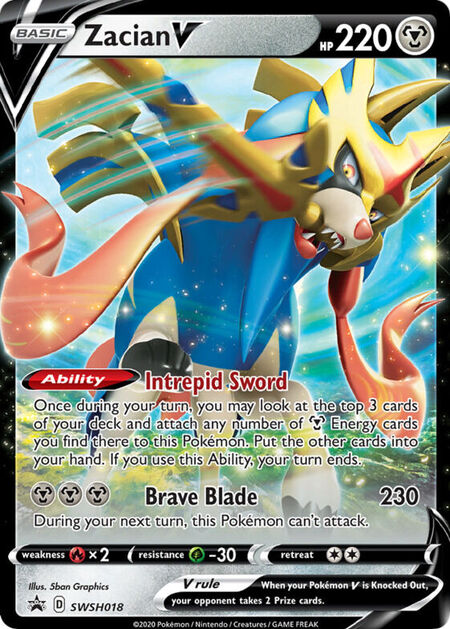 BASIC Zacian V HP 220
Ability Intrepid Sword
Once during your turn, you may look at the top 3 cards
of your deck and attach any number of Energy cards
you find there to this Pokémon. Put the other cards into
your hand. If you use this Ability, your turn ends.
Brave Blade 230
During your next turn, this Pokémon can't attack.
weakness ×2 resistance -30 retreat
Illus. 5ban Graphics
V rule When your Pokémon V is Knocked Out,
your opponent takes 2 Prize cards.
D SWSH018
©2020 Pokémon / Nintendo / Creatures / GAME FREAK